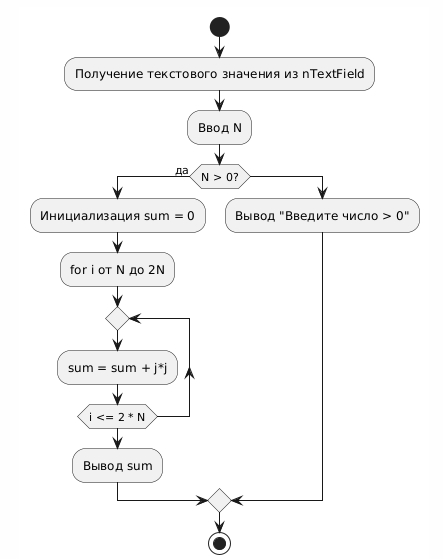 Получение текстового значения из nTextField
Ввод N
да
N > 0?
Инициализация sum = 0
Вывод "Введите число > 0"
for i от N до 2N
sum = sum + j*j
i <= 2 * N
Вывод sum